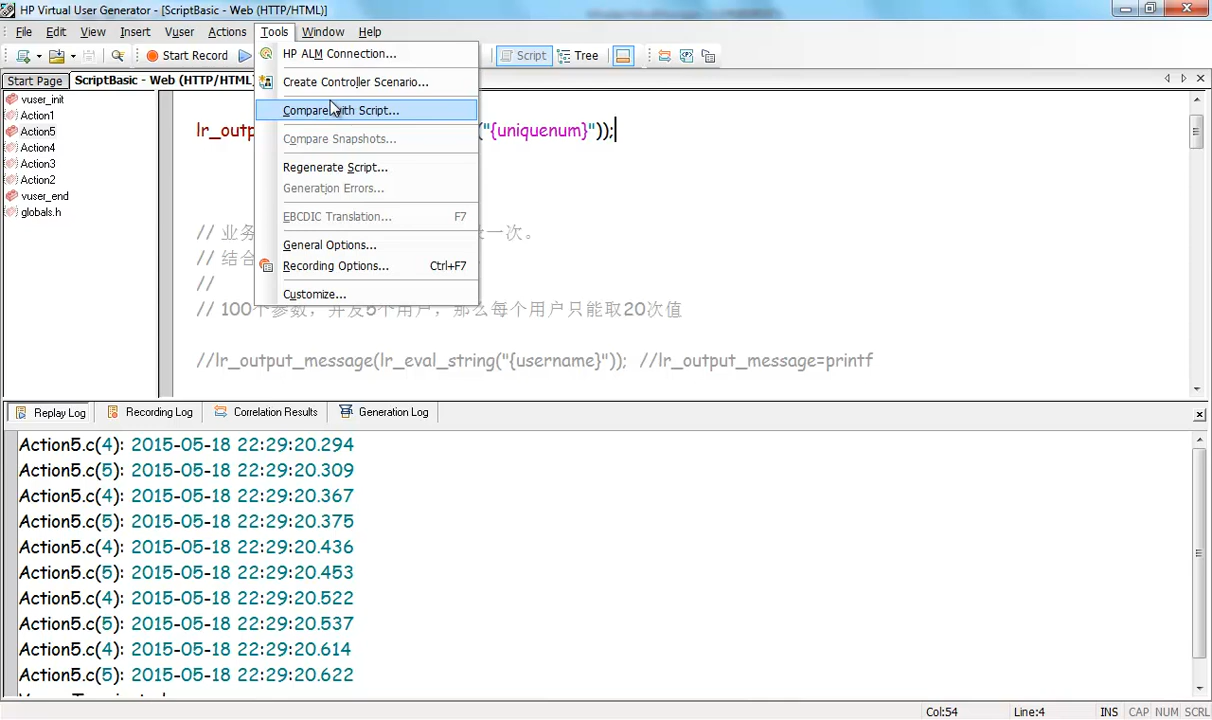 HP Virtual User Generator - [ScriptBasic - Web (HTTP/HTML)]
File Edit View Insert Vuser Actions Tools Window Help
Start Record Script Tree
Start Page ScriptBasic - Web (HTTP/HTML)
vuser_init
Action1
Action5
Action4
Action3
Action2
vuser_end
globals.h
HP ALM Connection...
Create Controller Scenario...
Compare with Script...
Compare Snapshots...
Regenerate Script...
Generation Errors...
EBCDIC Translation... F7
General Options...
Recording Options... Ctrl+F7
Customize...
lr_outp ("{uniquenum}"));
// 业务 一次。
// 结合
//
// 100个参数，并发5个用户，那么每个用户只能取20次值
//lr_output_message(lr_eval_string("{username}")); //lr_output_message=printf
Replay Log Recording Log Correlation Results Generation Log
Action5.c(4): 2015-05-18 22:29:20.294
Action5.c(5): 2015-05-18 22:29:20.309
Action5.c(4): 2015-05-18 22:29:20.367
Action5.c(5): 2015-05-18 22:29:20.375
Action5.c(4): 2015-05-18 22:29:20.436
Action5.c(5): 2015-05-18 22:29:20.453
Action5.c(4): 2015-05-18 22:29:20.522
Action5.c(5): 2015-05-18 22:29:20.537
Action5.c(4): 2015-05-18 22:29:20.614
Action5.c(5): 2015-05-18 22:29:20.622
Col:54 Line:4 INS CAP NUM SCRL